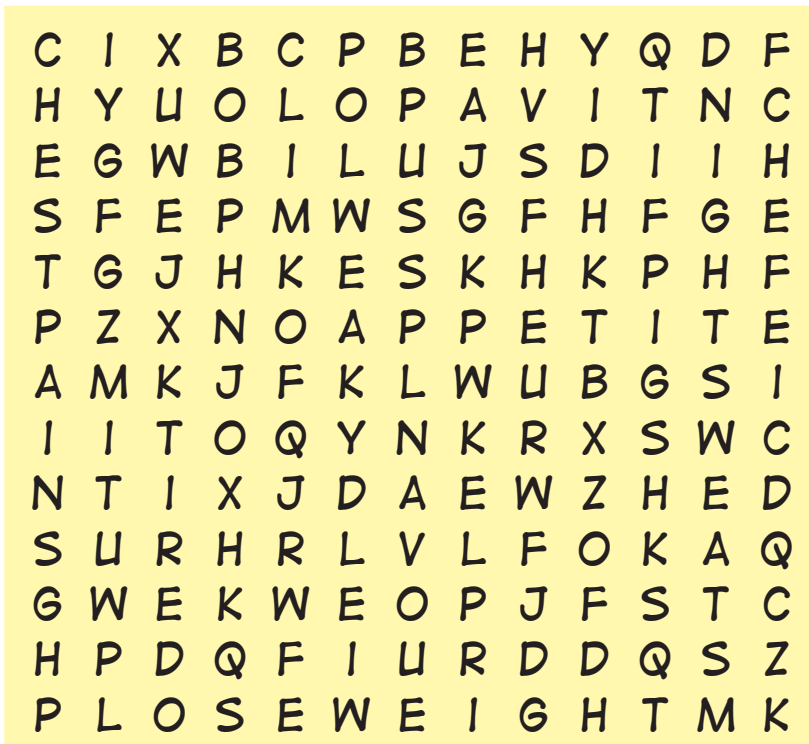 C I X B C P B E H Y Q D F
H Y U O L O P A V I T N C
E G W B I L U J S D I I H
S F E P M W S G F H F G E
T G J H K E S K H K P H F
P Z X N O A P P E T I T E
A M K J F K L W U B G S I
I I T O Q Y N K R X S W C
N T I X J D A E W Z H E D
S U R H R L V L F O K A Q
G W E K W E O P J F S T C
H P D Q F I U R D D Q S Z
P L O S E W E I G H T M K